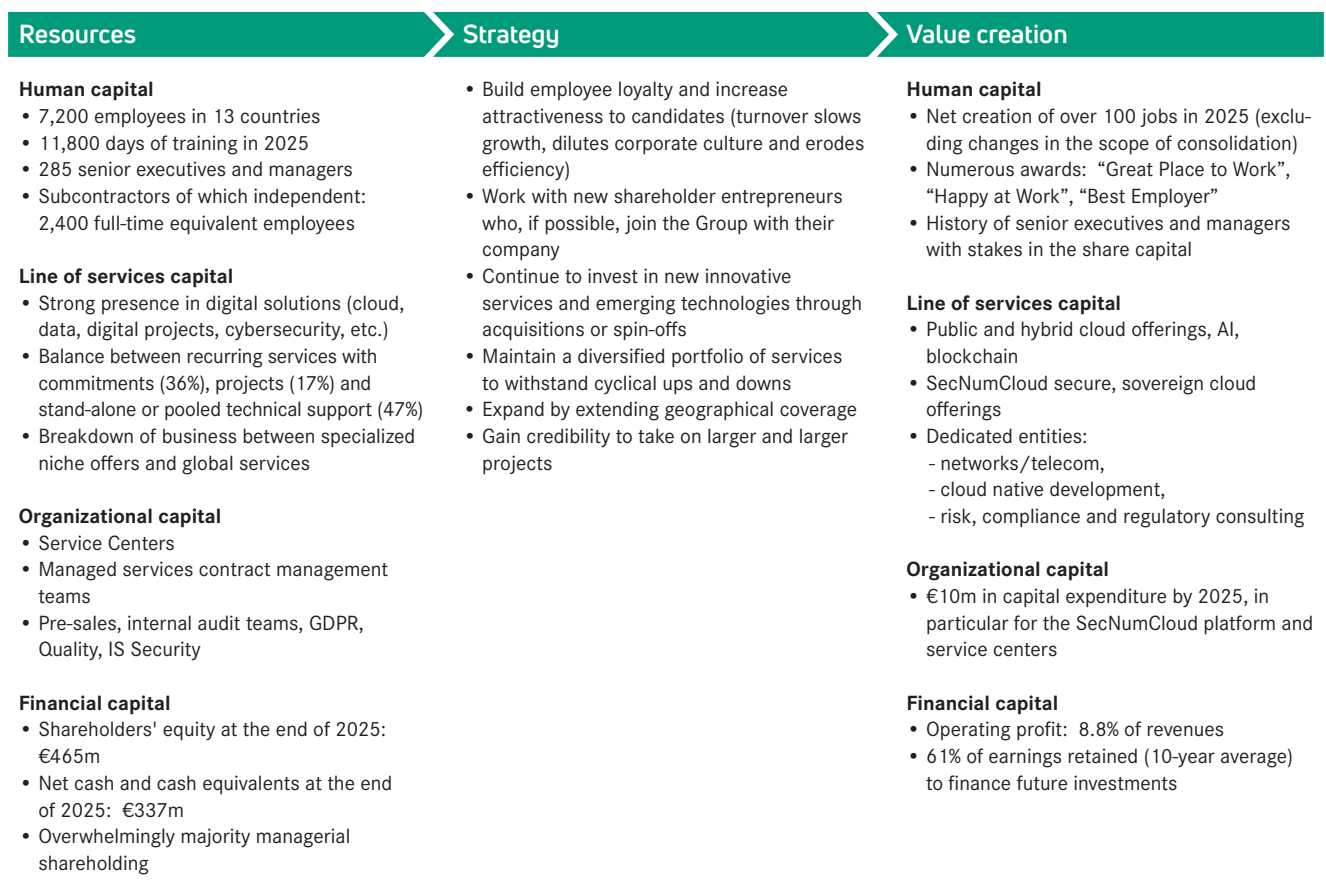 Resources
Strategy
Value creation
Human capital
• 7,200 employees in 13 countries
• 11,800 days of training in 2025
• 285 senior executives and managers
• Subcontractors of which independent:
2,400 full-time equivalent employees
Line of services capital
• Strong presence in digital solutions (cloud,
data, digital projects, cybersecurity, etc.)
• Balance between recurring services with
commitments (36%), projects (17%) and
stand-alone or pooled technical support (47%)
• Breakdown of business between specialized
niche offers and global services
Organizational capital
• Service Centers
• Managed services contract management
teams
• Pre-sales, internal audit teams, GDPR,
Quality, IS Security
Financial capital
• Shareholders' equity at the end of 2025:
€465m
• Net cash and cash equivalents at the end
of 2025: €337m
• Overwhelmingly majority managerial
shareholding
• Build employee loyalty and increase
attractiveness to candidates (turnover slows
growth, dilutes corporate culture and erodes
efficiency)
• Work with new shareholder entrepreneurs
who, if possible, join the Group with their
company
• Continue to invest in new innovative
services and emerging technologies through
acquisitions or spin-offs
• Maintain a diversified portfolio of services
to withstand cyclical ups and downs
• Expand by extending geographical coverage
• Gain credibility to take on larger and larger
projects
Human capital
• Net creation of over 100 jobs in 2025 (exclu-
ding changes in the scope of consolidation)
• Numerous awards: “Great Place to Work”,
“Happy at Work”, “Best Employer”
• History of senior executives and managers
with stakes in the share capital
Line of services capital
• Public and hybrid cloud offerings, AI,
blockchain
• SecNumCloud secure, sovereign cloud
offerings
• Dedicated entities:
- networks/telecom,
- cloud native development,
- risk, compliance and regulatory consulting
Organizational capital
• €10m in capital expenditure by 2025, in
particular for the SecNumCloud platform and
service centers
Financial capital
• Operating profit: 8.8% of revenues
• 61% of earnings retained (10-year average)
to finance future investments